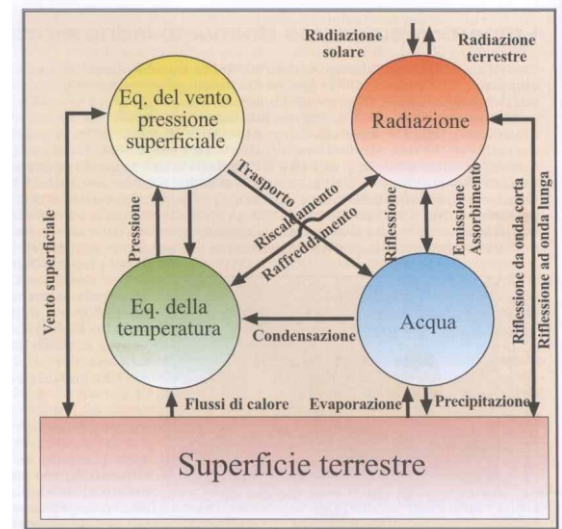 Radiazione
solare
Radiazione
terrestre
Eq. del vento
pressione
superficiale
Radiazione
Trasporto
Riscaldamento
Raffreddamento
Riflessione
Emissione
Assorbimento
Riflessione da onda corta
Riflessione ad onda lunga
Vento superficiale
Pressione
Eq. della
temperatura
Condensazione
Acqua
Flussi di calore
Evaporazione
Precipitazione
Superficie terrestre